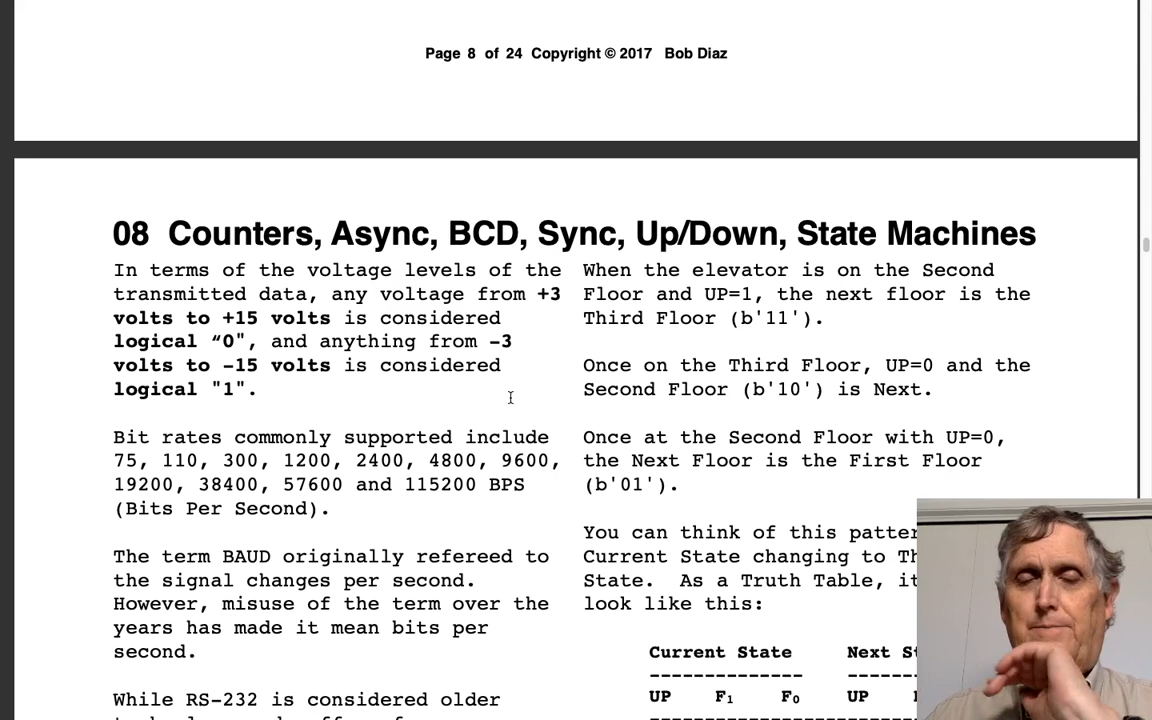 Page 8 of 24 Copyright © 2017 Bob Diaz
08 Counters, Async, BCD, Sync, Up/Down, State Machines
In terms of the voltage levels of the
transmitted data, any voltage from +3
volts to +15 volts is considered
logical “0", and anything from -3
volts to -15 volts is considered
logical "1".
Bit rates commonly supported include
75, 110, 300, 1200, 2400, 4800, 9600,
19200, 38400, 57600 and 115200 BPS
(Bits Per Second).
The term BAUD originally refereed to
the signal changes per second.
However, misuse of the term over the
years has made it mean bits per
second.
While RS-232 is considered older
When the elevator is on the Second
Floor and UP=1, the next floor is the
Third Floor (b'11').
Once on the Third Floor, UP=0 and the
Second Floor (b'10') is Next.
Once at the Second Floor with UP=0,
the Next Floor is the First Floor
(b'01').
You can think of this patter
Current State changing to Th
State. As a Truth Table, it
look like this:
Current State Next St
-------------- ------
UP F₁ F₀ UP